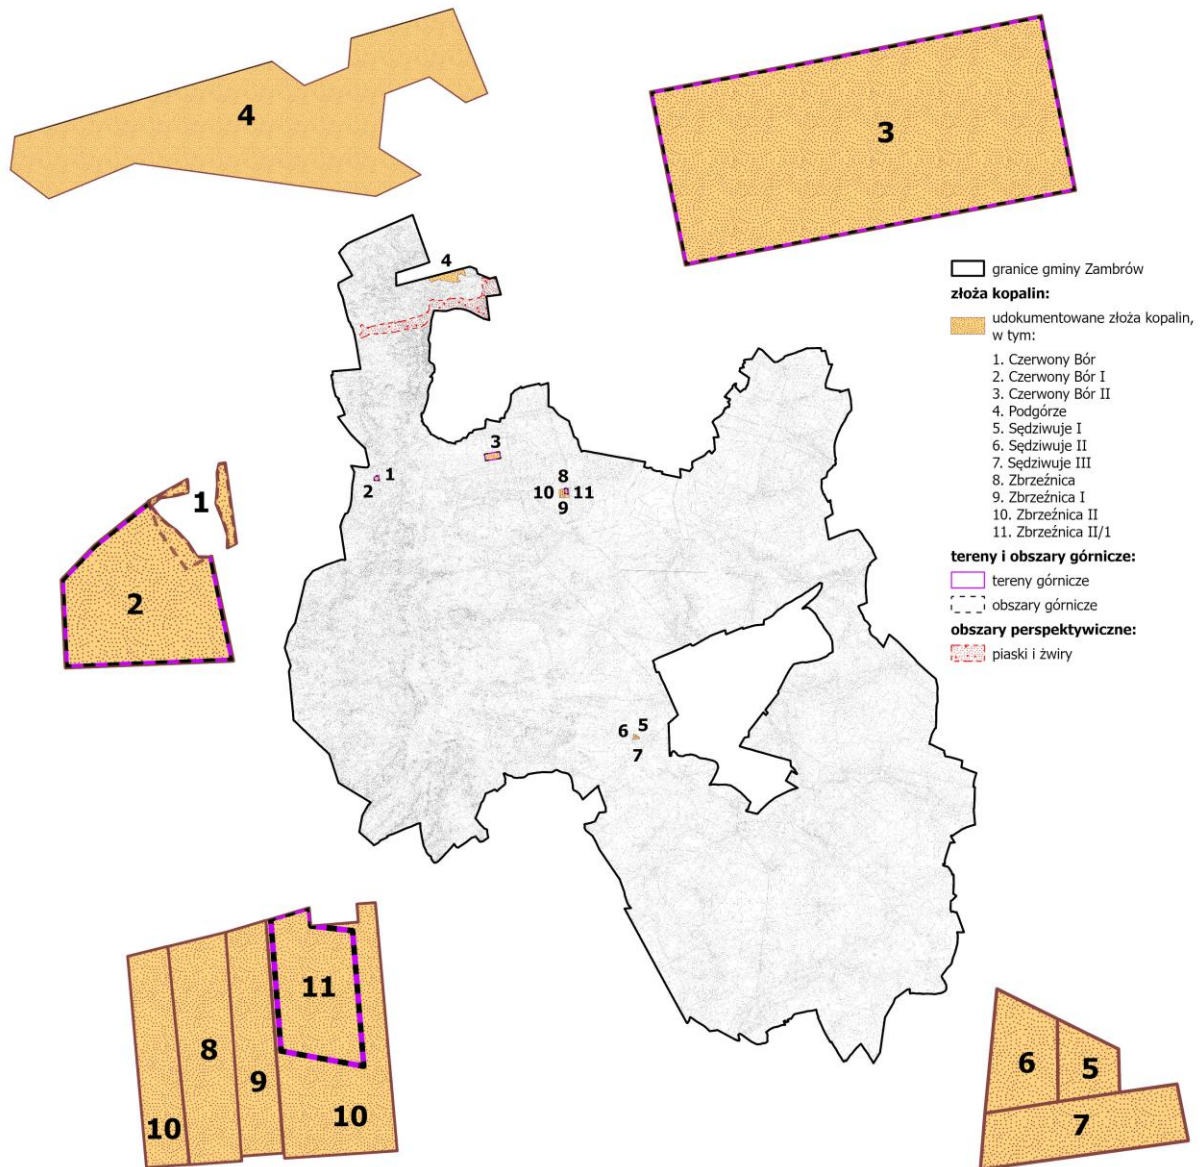 4
3
4
granice gminy Zambrów
złoża kopalin:
udokumentowane złoża kopalin,
w tym:
1. Czerwony Bór
2. Czerwony Bór I
3. Czerwony Bór II
4. Podgórze
5. Sędziwuje I
6. Sędziwuje II
7. Sędziwuje III
8. Zbrzeźnica
9. Zbrzeźnica I
10. Zbrzeźnica II
11. Zbrzeźnica II/1
tereny i obszary górnicze:
tereny górnicze
obszary górnicze
obszary perspektywiczne:
piaski i żwiry
3
1
2
8
10 11
9
1
2
6 5
7
11
8
9
10
10
6
5
7